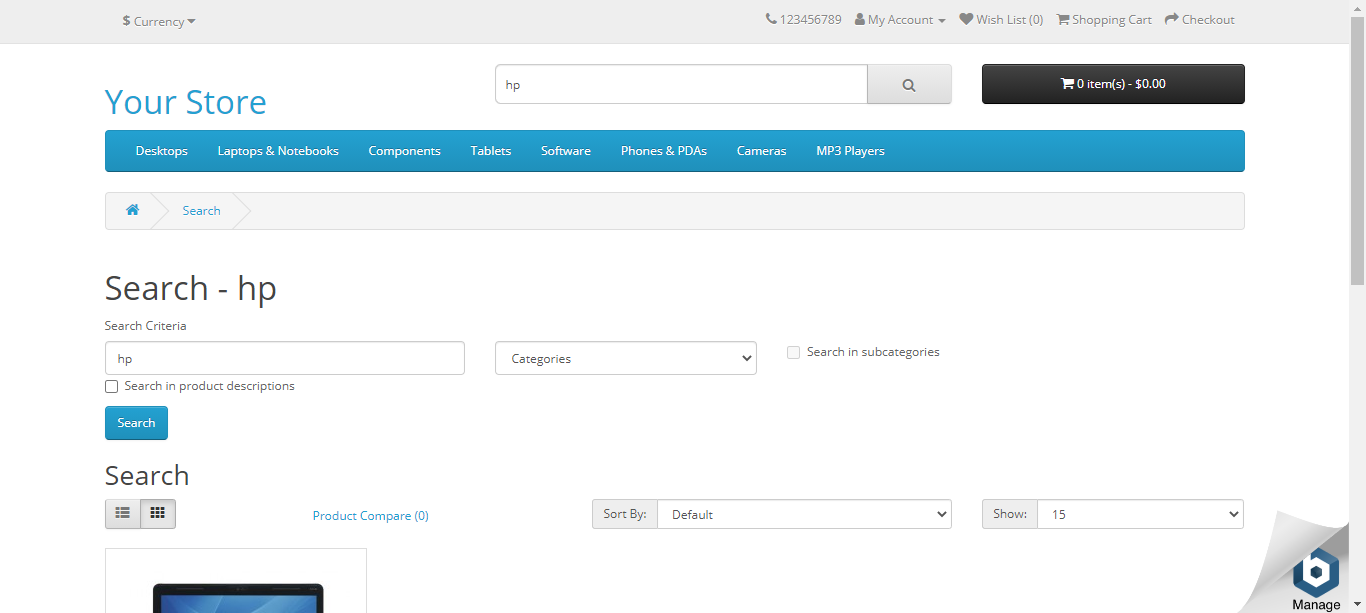 $ Currency
123456789 My Account Wish List (0) Shopping Cart Checkout
Your Store
hp
0 item(s) - $0.00
Desktops Laptops & Notebooks Components Tablets Software Phones & PDAs Cameras MP3 Players
Search
Search - hp
Search Criteria
hp Categories Search in subcategories
Search in product descriptions
Search
Search
Product Compare (0) Sort By: Default Show: 15
Manage